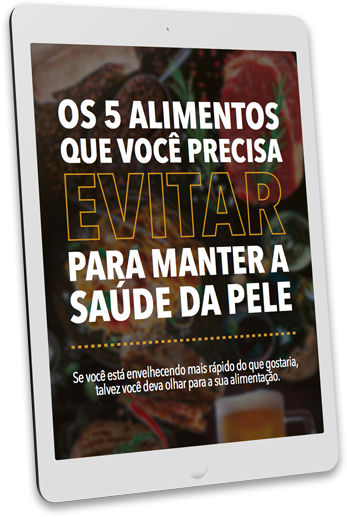 OS 5 ALIMENTOS
QUE VOCÊ PRECISA
EVITAR
PARA MANTER A
SAÚDE DA PELE
Se você está envelhecendo mais rápido do que gostaria,
talvez você deva olhar para a sua alimentação.